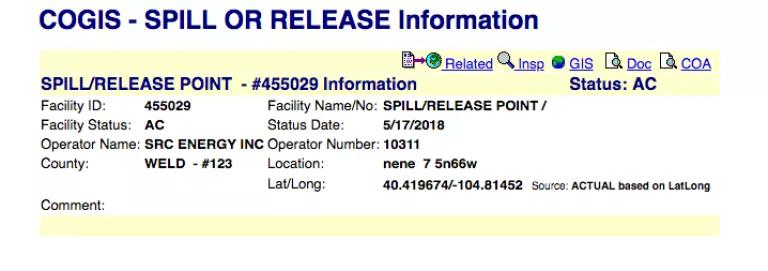 COGIS - SPILL OR RELEASE Information
Related Insp GIS Doc COA
SPILL/RELEASE POINT - #455029 Information Status: AC
Facility ID: 455029 Facility Name/No: SPILL/RELEASE POINT /
Facility Status: AC Status Date: 5/17/2018
Operator Name: SRC ENERGY INC Operator Number: 10311
County: WELD - #123 Location: nene 7 5n66w
Lat/Long: 40.419674/-104.81452 Source: ACTUAL based on LatLong
Comment: